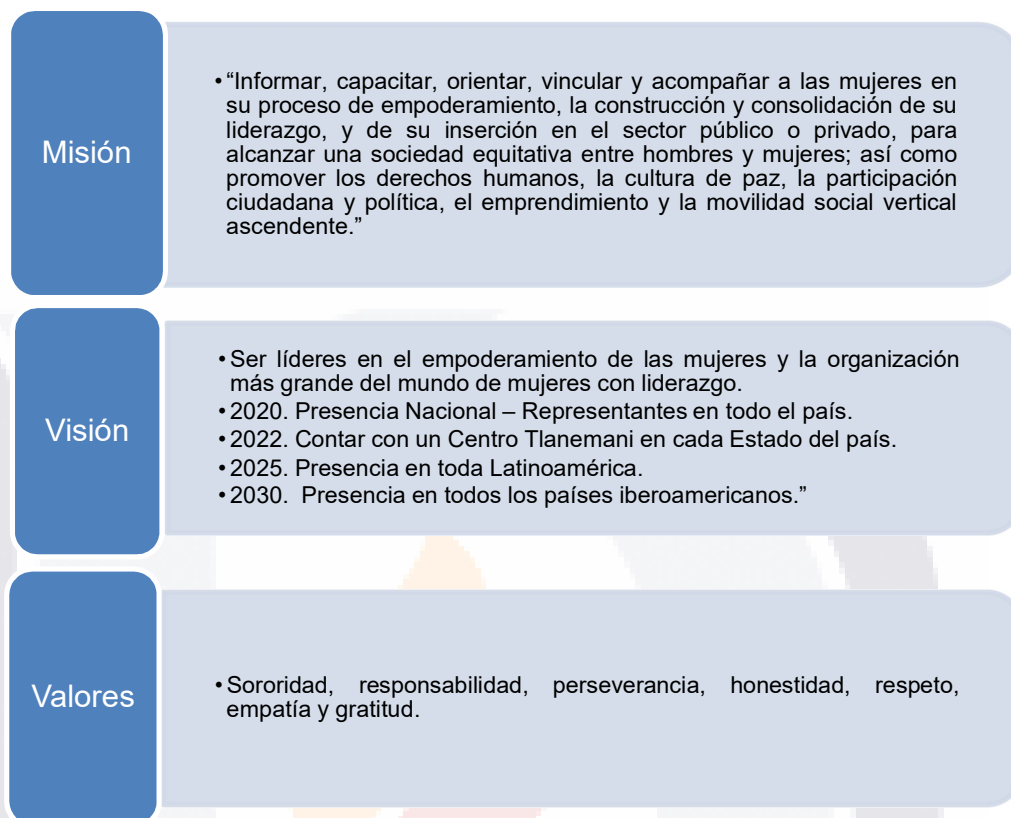 Misión
•“Informar, capacitar, orientar, vincular y acompañar a las mujeres en
su proceso de empoderamiento, la construcción y consolidación de su
liderazgo, y de su inserción en el sector público o privado, para
alcanzar una sociedad equitativa entre hombres y mujeres; así como
promover los derechos humanos, la cultura de paz, la participación
ciudadana y política, el emprendimiento y la movilidad social vertical
ascendente.”
Visión
•Ser líderes en el empoderamiento de las mujeres y la organización
más grande del mundo de mujeres con liderazgo.
•2020. Presencia Nacional – Representantes en todo el país.
•2022. Contar con un Centro Tlanemani en cada Estado del país.
•2025. Presencia en toda Latinoamérica.
•2030. Presencia en todos los países iberoamericanos.”
Valores
•Sororidad, responsabilidad, perseverancia, honestidad, respeto,
empatía y gratitud.